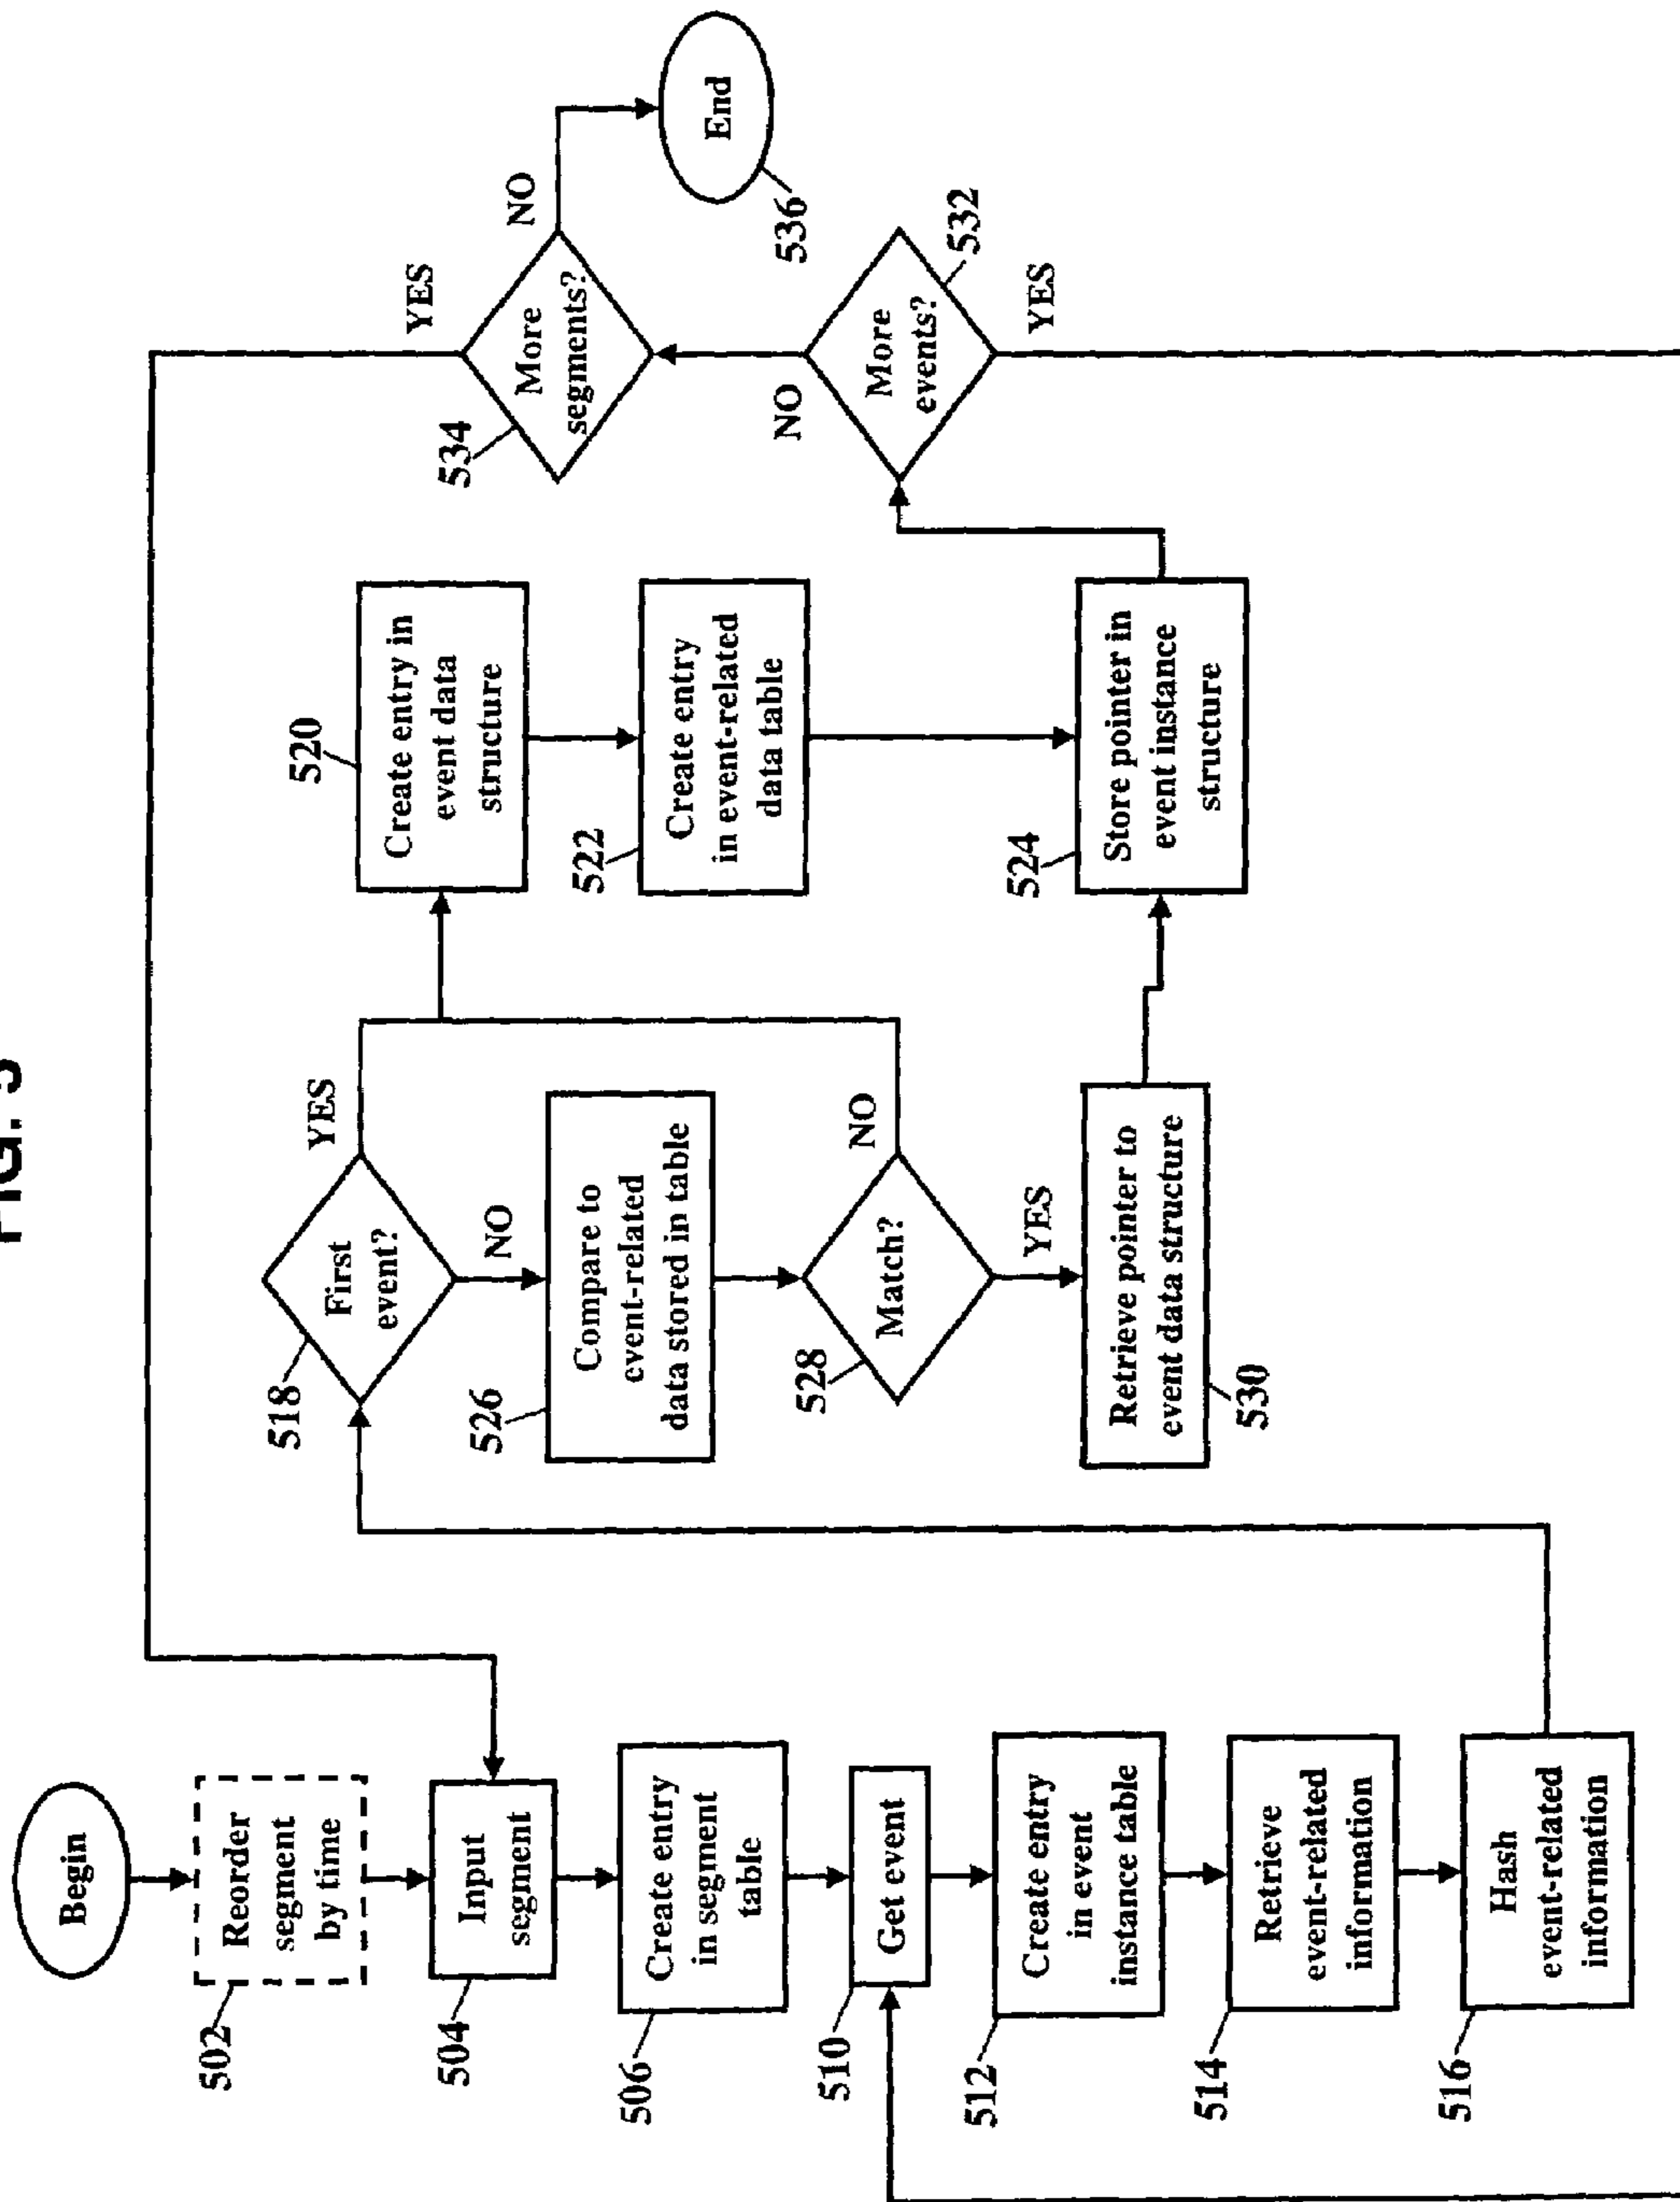 FIG. 5
Begin
502
Reorder
segment
by time
504
Input
segment
506
Create entry
in segment
table
510
Get event
512
Create entry
in event
instance table
514
Retrieve
event-related
information
516
Hash
event-related
information
518
First
event?
YES
NO
526
Compare to
event-related
data stored in table
528
Match?
NO
YES
Retrieve pointer to
event data structure
530
520
Create entry in
event data
structure
522
Create entry
in event-related
data table
524
Store pointer in
event instance
structure
534
More
segments?
YES
NO
More
events?
532
NO
YES
End
536